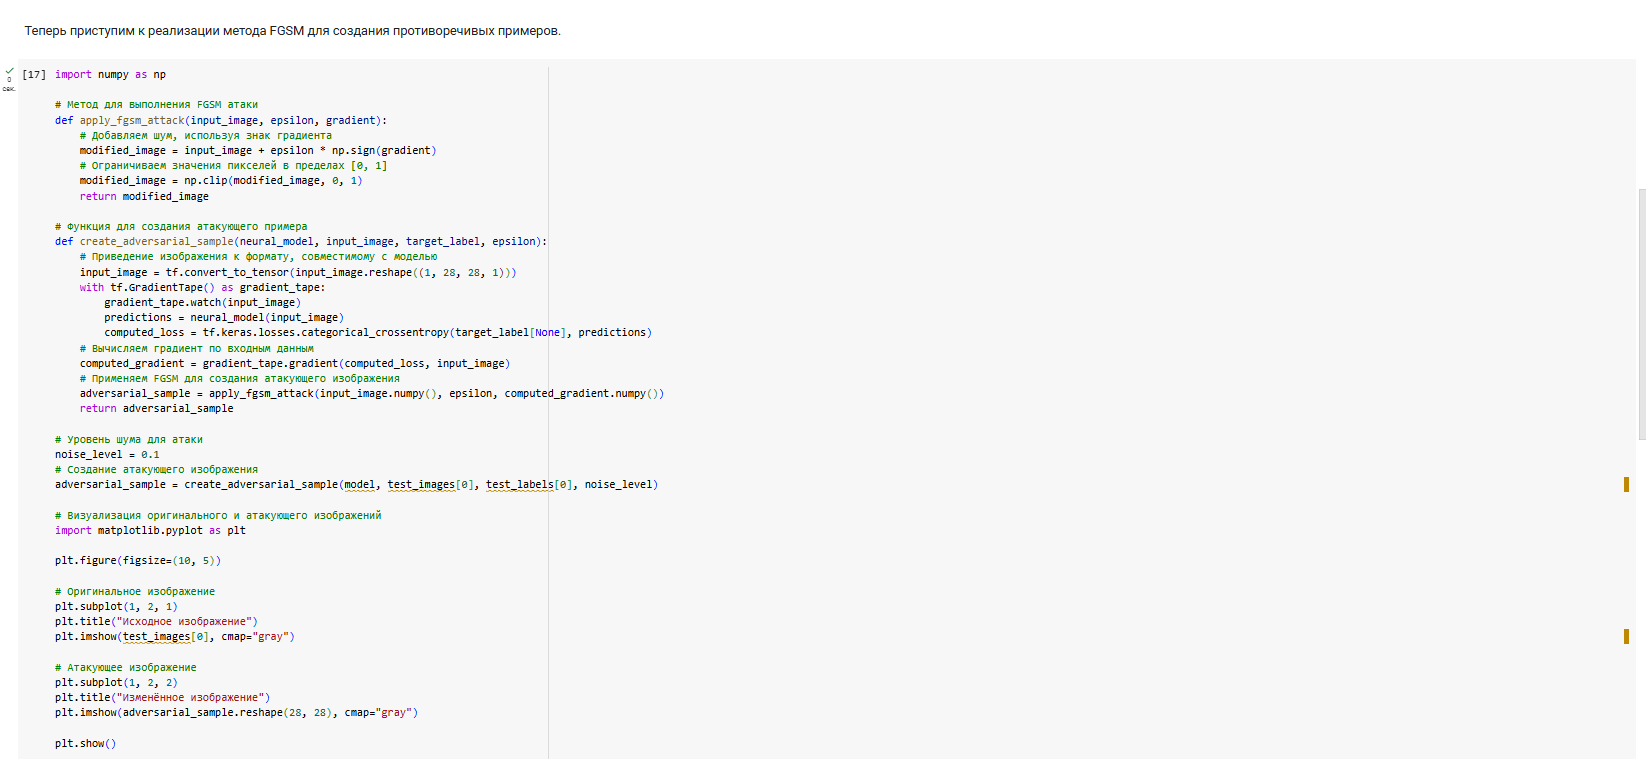 Теперь приступим к реализации метода FGSM для создания противоречивых примеров.
[17] import numpy as np
0
сек.
# Метод для выполнения FGSM атаки
def apply_fgsm_attack(input_image, epsilon, gradient):
# Добавляем шум, используя знак градиента
modified_image = input_image + epsilon * np.sign(gradient)
# Ограничиваем значения пикселей в пределах [0, 1]
modified_image = np.clip(modified_image, 0, 1)
return modified_image
# Функция для создания атакующего примера
def create_adversarial_sample(neural_model, input_image, target_label, epsilon):
# Приведение изображения к формату, совместимому с моделью
input_image = tf.convert_to_tensor(input_image.reshape((1, 28, 28, 1)))
with tf.GradientTape() as gradient_tape:
gradient_tape.watch(input_image)
predictions = neural_model(input_image)
computed_loss = tf.keras.losses.categorical_crossentropy(target_label[None], predictions)
# Вычисляем градиент по входным данным
computed_gradient = gradient_tape.gradient(computed_loss, input_image)
# Применяем FGSM для создания атакующего изображения
adversarial_sample = apply_fgsm_attack(input_image.numpy(), epsilon, computed_gradient.numpy())
return adversarial_sample
# Уровень шума для атаки
noise_level = 0.1
# Создание атакующего изображения
adversarial_sample = create_adversarial_sample(model, test_images[0], test_labels[0], noise_level)
# Визуализация оригинального и атакующего изображений
import matplotlib.pyplot as plt
plt.figure(figsize=(10, 5))
# Оригинальное изображение
plt.subplot(1, 2, 1)
plt.title("Исходное изображение")
plt.imshow(test_images[0], cmap="gray")
# Атакующее изображение
plt.subplot(1, 2, 2)
plt.title("Изменённое изображение")
plt.imshow(adversarial_sample.reshape(28, 28), cmap="gray")
plt.show()